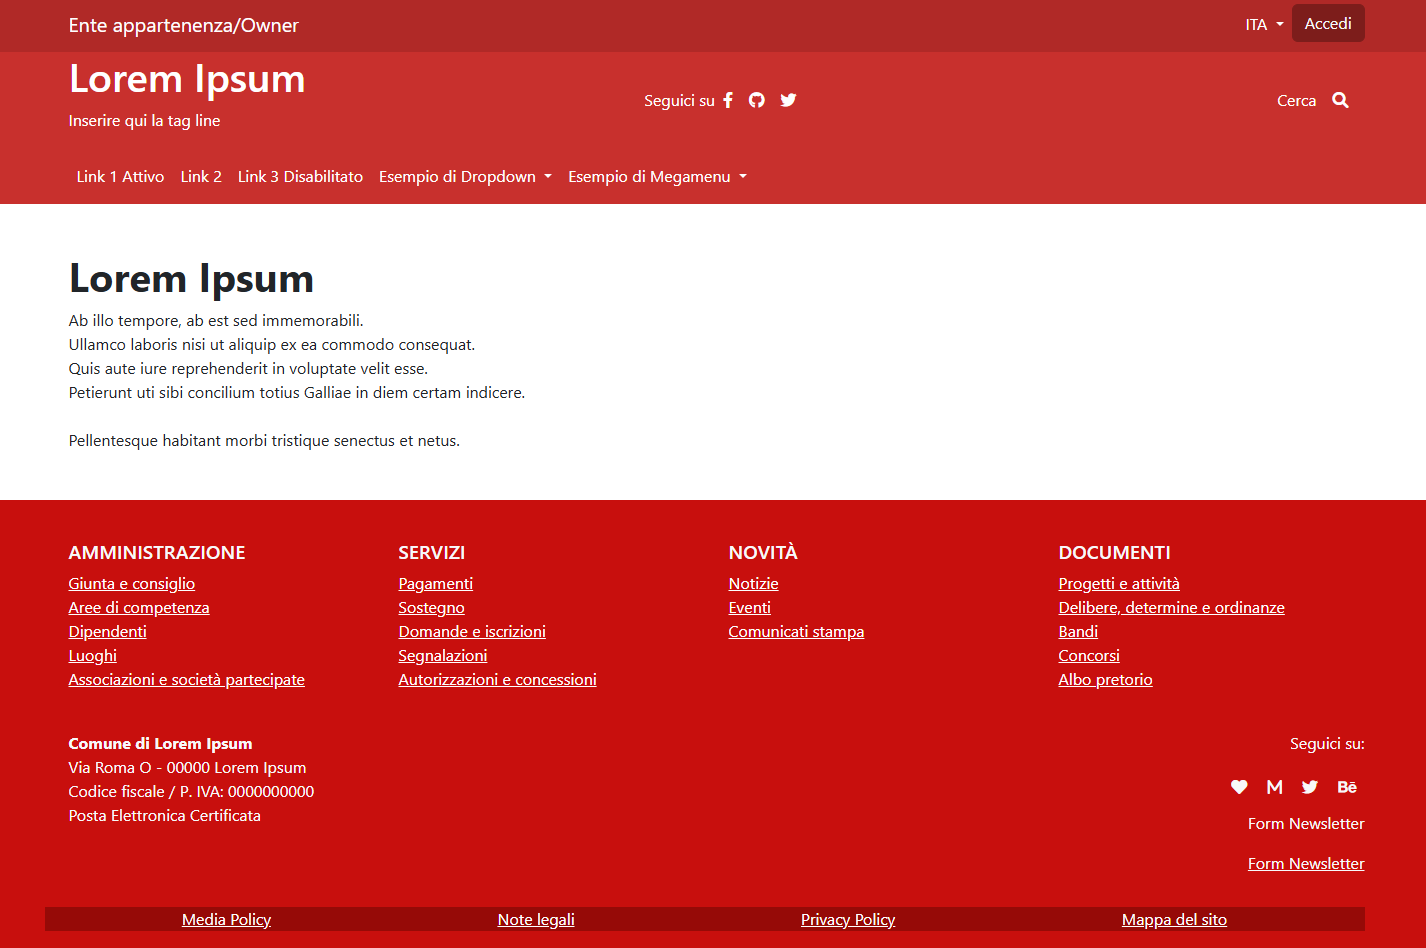 Ente appartenenza/Owner
ITA
Accedi
Lorem Ipsum
Inserire qui la tag line
Seguici su
Cerca
Link 1 Attivo Link 2 Link 3 Disabilitato Esempio di Dropdown Esempio di Megamenu
Lorem Ipsum
Ab illo tempore, ab est sed immemorabili.
Ullamco laboris nisi ut aliquip ex ea commodo consequat.
Quis aute iure reprehenderit in voluptate velit esse.
Petierunt uti sibi concilium totius Galliae in diem certam indicere.
Pellentesque habitant morbi tristique senectus et netus.
AMMINISTRAZIONE
Giunta e consiglio
Aree di competenza
Dipendenti
Luoghi
Associazioni e società partecipate
SERVIZI
Pagamenti
Sostegno
Domande e iscrizioni
Segnalazioni
Autorizzazioni e concessioni
NOVITÀ
Notizie
Eventi
Comunicati stampa
DOCUMENTI
Progetti e attività
Delibere, determine e ordinanze
Bandi
Concorsi
Albo pretorio
Comune di Lorem Ipsum
Via Roma O - 00000 Lorem Ipsum
Codice fiscale / P. IVA: 0000000000
Posta Elettronica Certificata
Seguici su:
M Bē
Form Newsletter
Form Newsletter
Media Policy Note legali Privacy Policy Mappa del sito